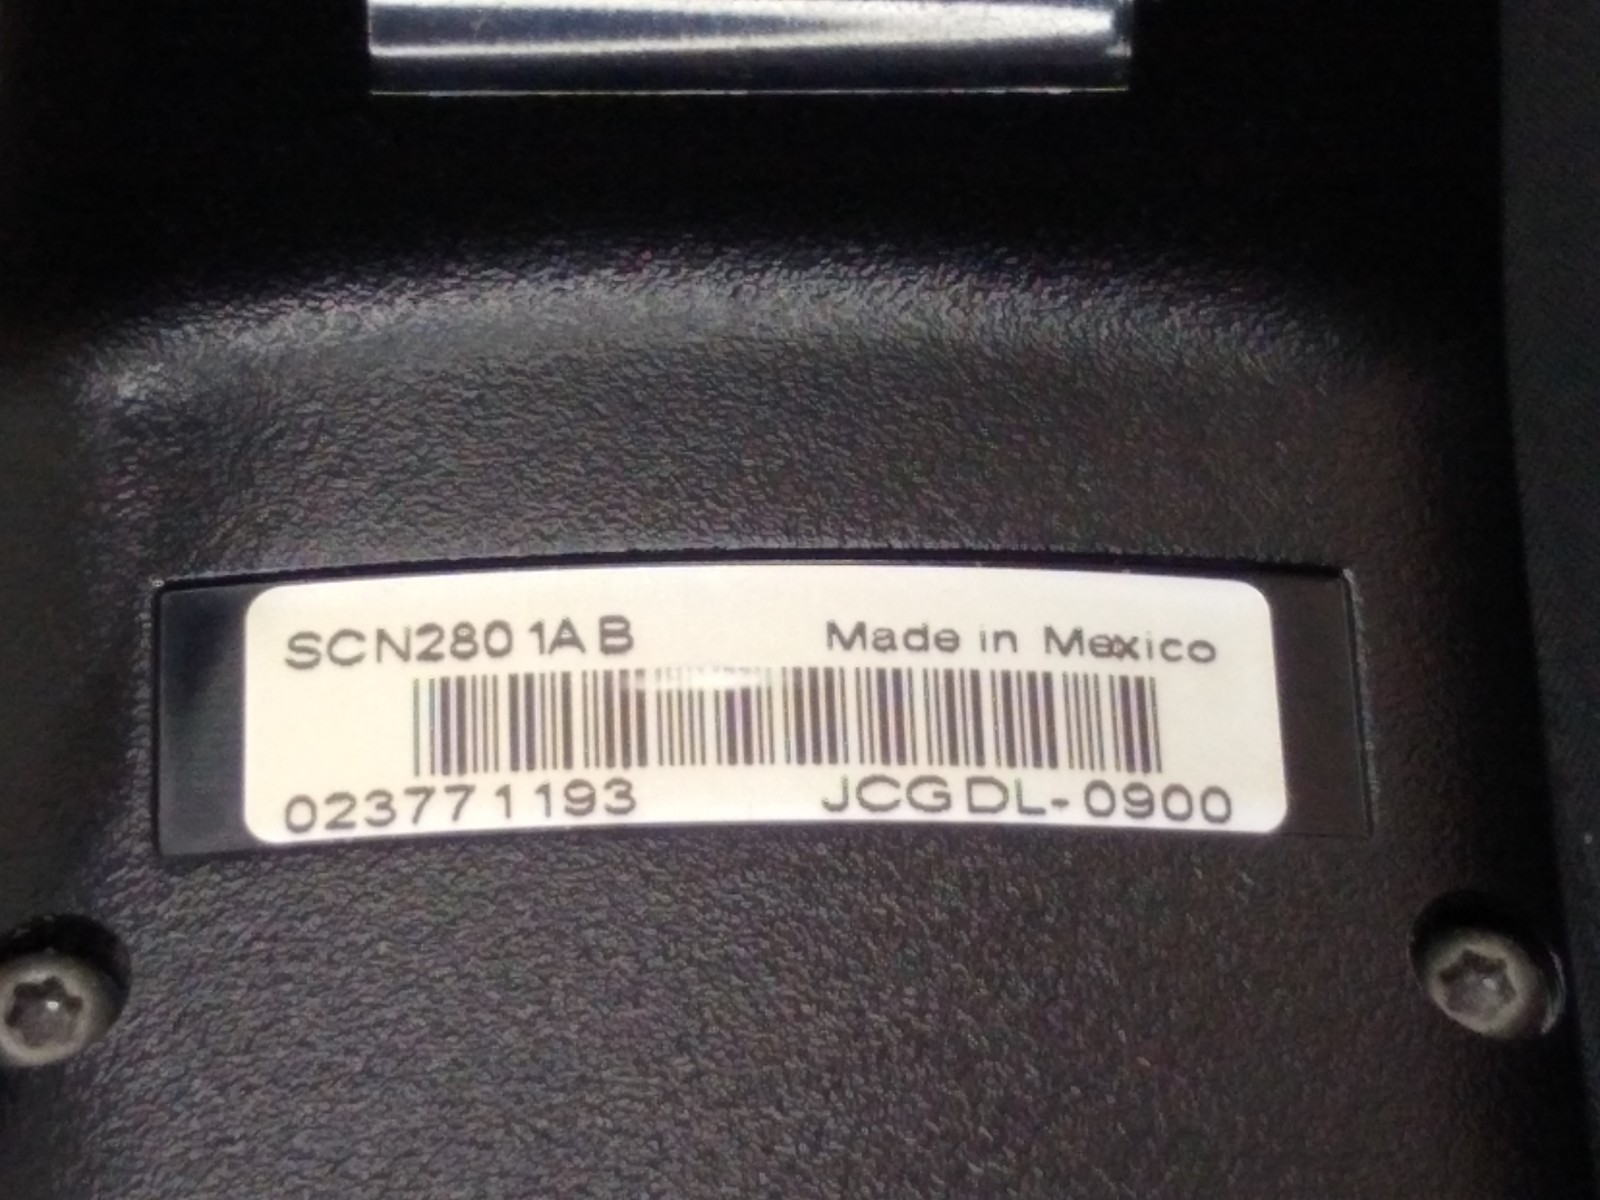 SCN2801AB Made in Mexico
023771193 JCGDL-0900